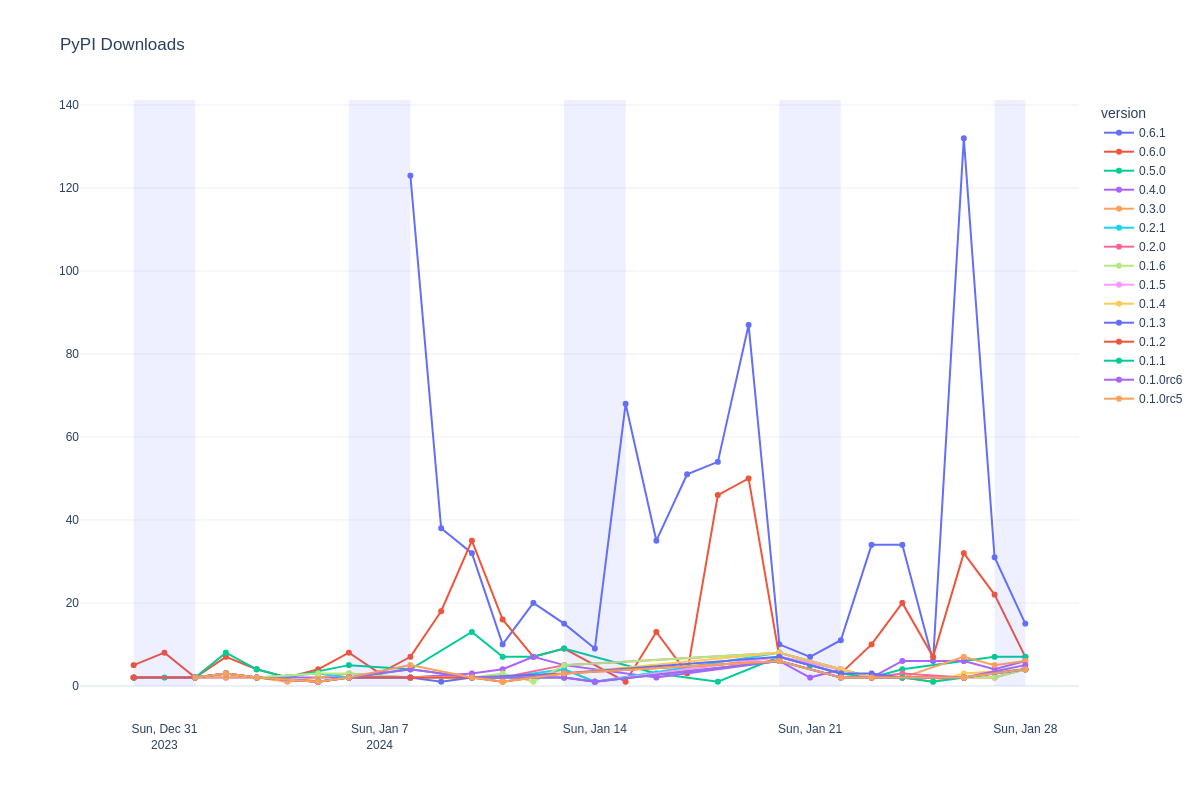 PyPI Downloads
140
120
100
80
60
40
20
0
Sun, Dec 31
2023
Sun, Jan 7
2024
Sun, Jan 14
Sun, Jan 21
Sun, Jan 28
version
0.6.1
0.6.0
0.5.0
0.4.0
0.3.0
0.2.1
0.2.0
0.1.6
0.1.5
0.1.4
0.1.3
0.1.2
0.1.1
0.1.0rc6
0.1.0rc5